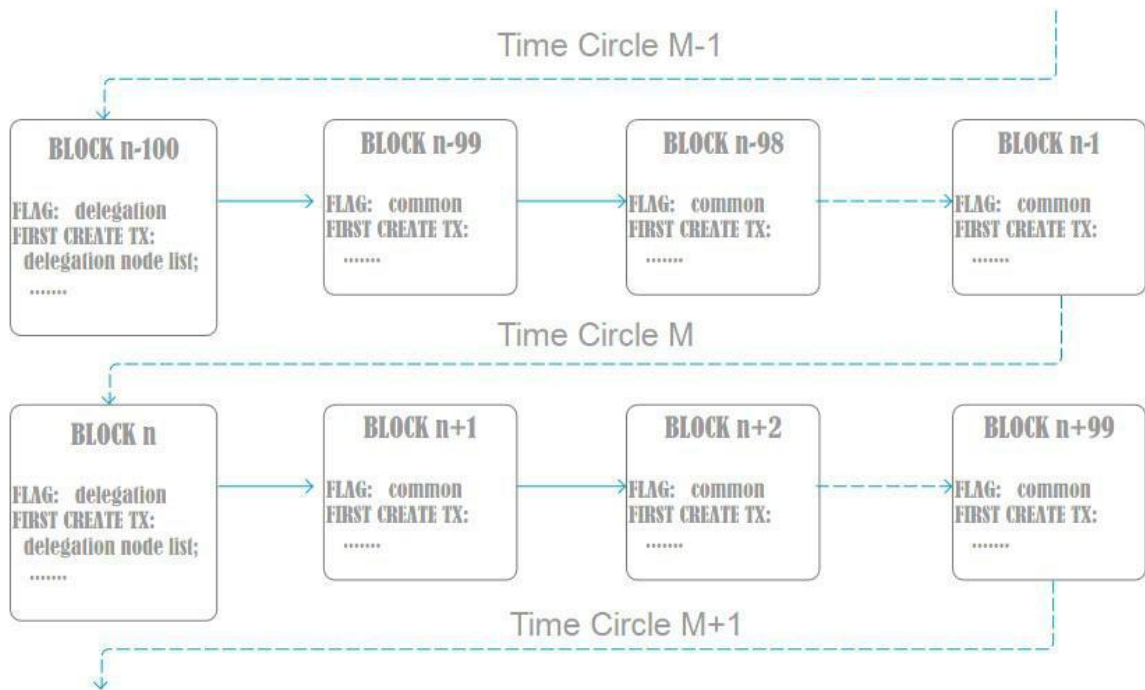 Time Circle M-1
BLOCK n-100
FLAG: delegation
FIRST CREATE TX:
delegation node list;
.......
BLOCK n-99
FLAG: common
FIRST CREATE TX:
.......
BLOCK n-98
FLAG: common
FIRST CREATE TX:
.......
BLOCK n-1
FLAG: common
FIRST CREATE TX:
.......
Time Circle M
BLOCK n
FLAG: delegation
FIRST CREATE TX:
delegation node list;
.......
BLOCK n+1
FLAG: common
FIRST CREATE TX:
.......
BLOCK n+2
FLAG: common
FIRST CREATE TX:
.......
BLOCK n+99
FLAG: common
FIRST CREATE TX:
.......
Time Circle M+1